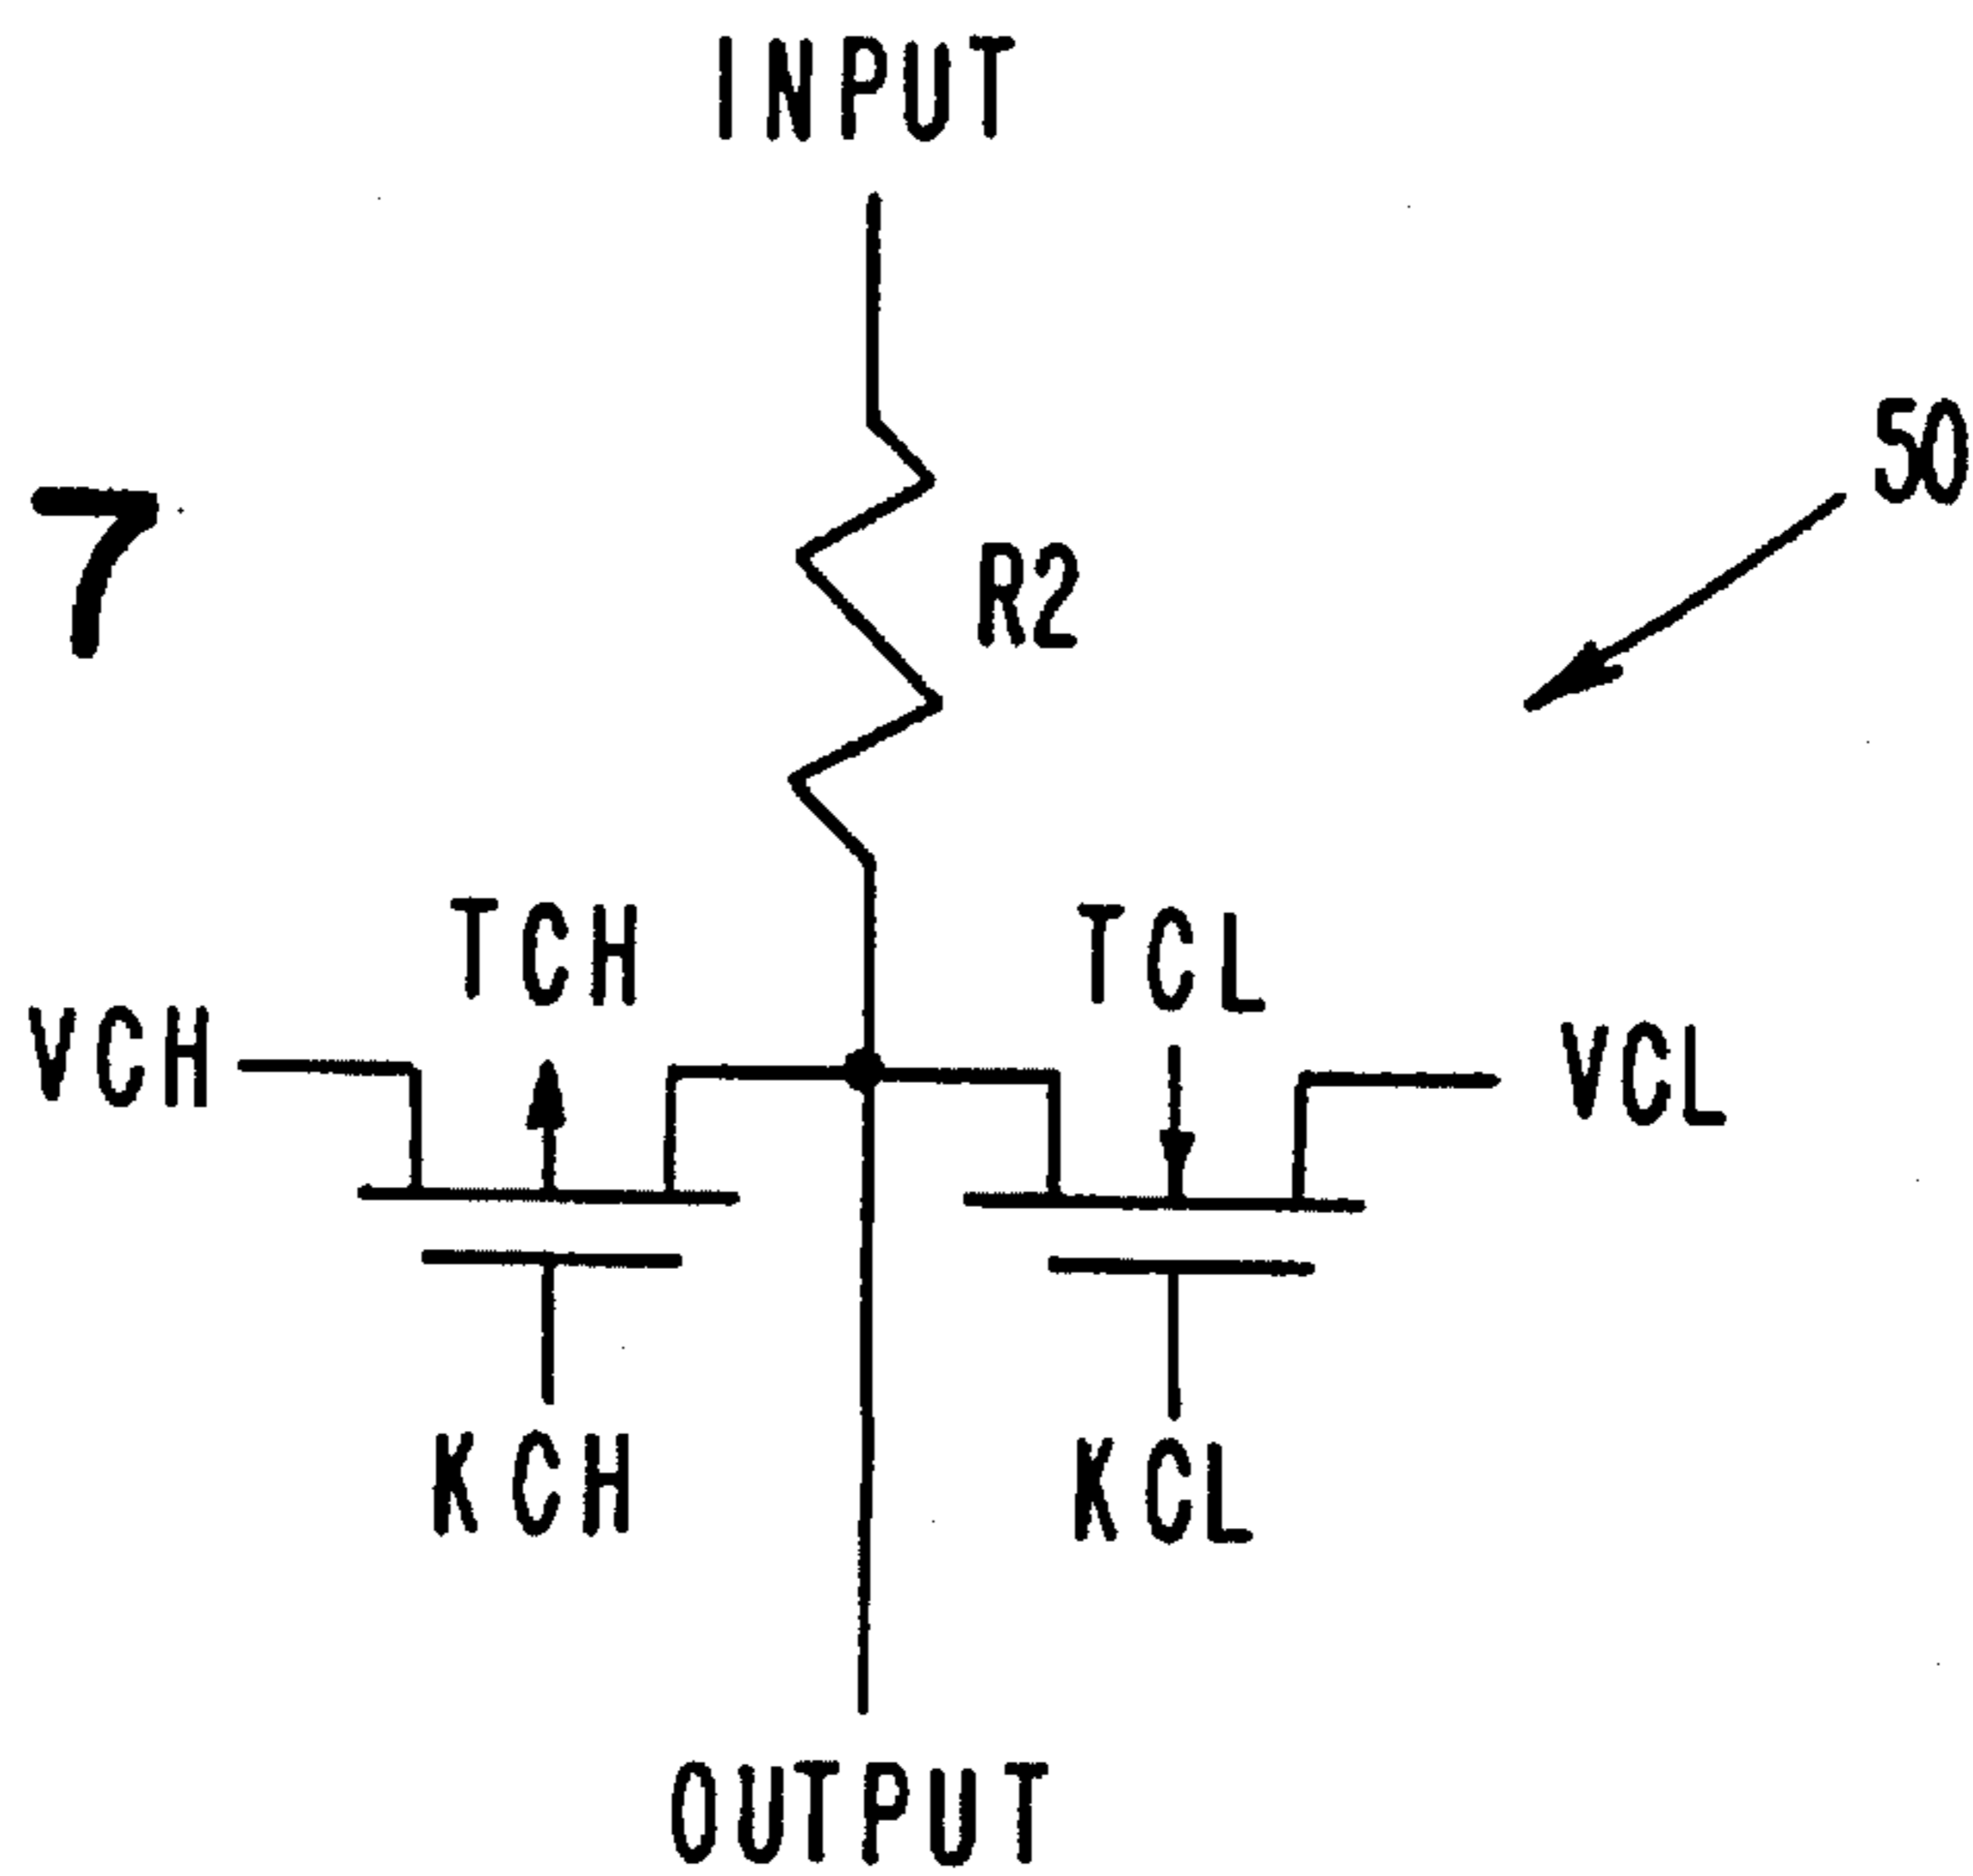 INPUT
50
7
R2
TCH
TCL
VCH
VCL
KCH
KCL
OUTPUT